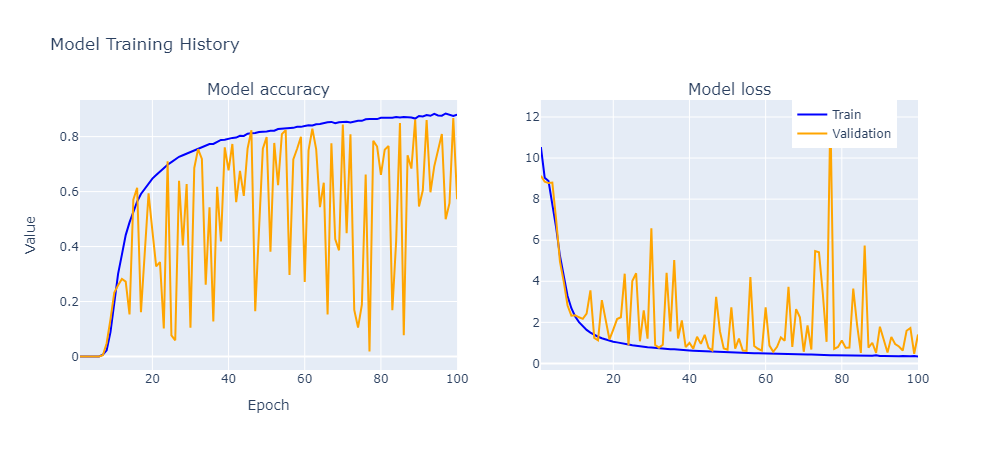 Model Training History
Model accuracy
0.8
0.6
0.4
0.2
0
Value
20 40 60 80 100
Epoch
Model loss
Train
Validation
12
10
8
6
4
2
0
20 40 60 80 100